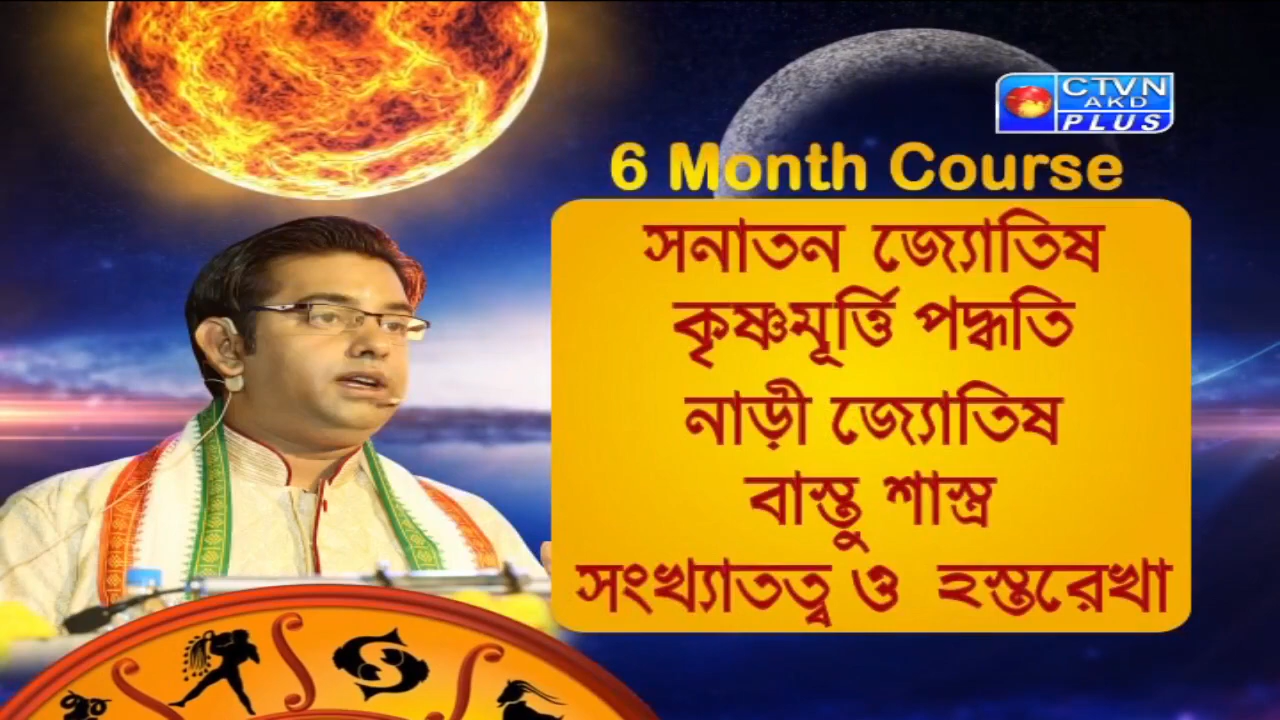 CTVN
AKD
PLUS
6 Month Course
সনাতন জ্যোতিষ
কৃষ্ণমূর্ত্তি পদ্ধতি
নাড়ী জ্যোতিষ
বাস্তু শাস্ত্র
সংখ্যাতত্ব ও হস্তরেখা